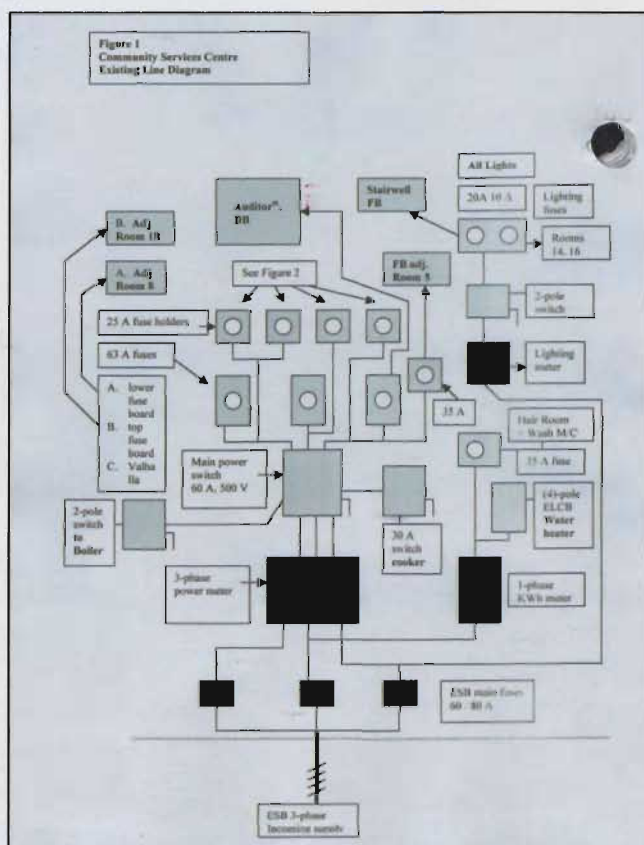 Figure 1
Community Services Centre
Existing Line Diagram
All Lights
Stairwell
FB
20A 10 A
Lighting
fuses
Auditor
DB
B. Adj
Room 1B
Rooms
14, 16
See Figure 2
FB adj.
Room 5
A. Adj
Room 8
2-pole
switch
25 A fuse holders
63 A fuses
Lighting
meter
35 A
A. lower
fuse
board
B. top
fuse
board
C. Valha
lla
Hair Room
Wash M/C
35 A fuse
Main power
switch
60 A, 500 V
2-pole
switch
to
Boiler
30 A
switch
cooker
(4)-pole
ELCB
Water
heater
3-phase
power meter
1-phase
KWh meter
ESB main fuses
60 - 80 A
ESB 3-phase
Incoming supply